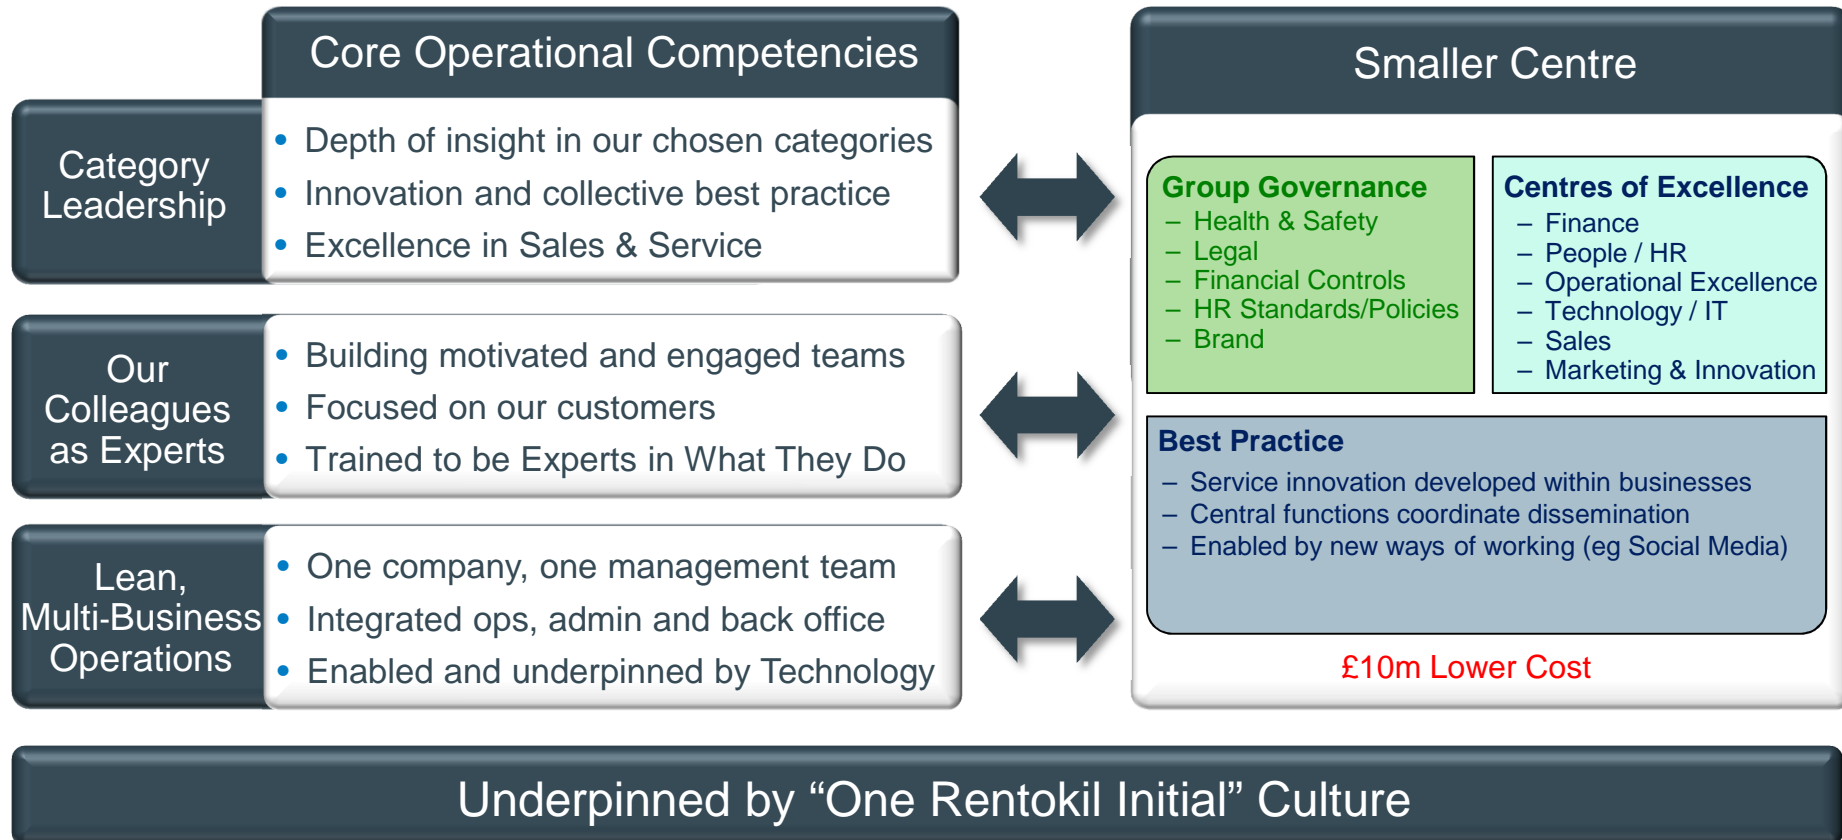 Core Operational Competencies
Category
Leadership
• Depth of insight in our chosen categories
• Innovation and collective best practice
• Excellence in Sales & Service
Our
Colleagues
as Experts
• Building motivated and engaged teams
• Focused on our customers
• Trained to be Experts in What They Do
Lean,
Multi-Business
Operations
• One company, one management team
• Integrated ops, admin and back office
• Enabled and underpinned by Technology
Smaller Centre
Group Governance
– Health & Safety
– Legal
– Financial Controls
– HR Standards/Policies
– Brand
Centres of Excellence
– Finance
– People / HR
– Operational Excellence
– Technology / IT
– Sales
– Marketing & Innovation
Best Practice
– Service innovation developed within businesses
– Central functions coordinate dissemination
– Enabled by new ways of working (eg Social Media)
£10m Lower Cost
Underpinned by “One Rentokil Initial” Culture